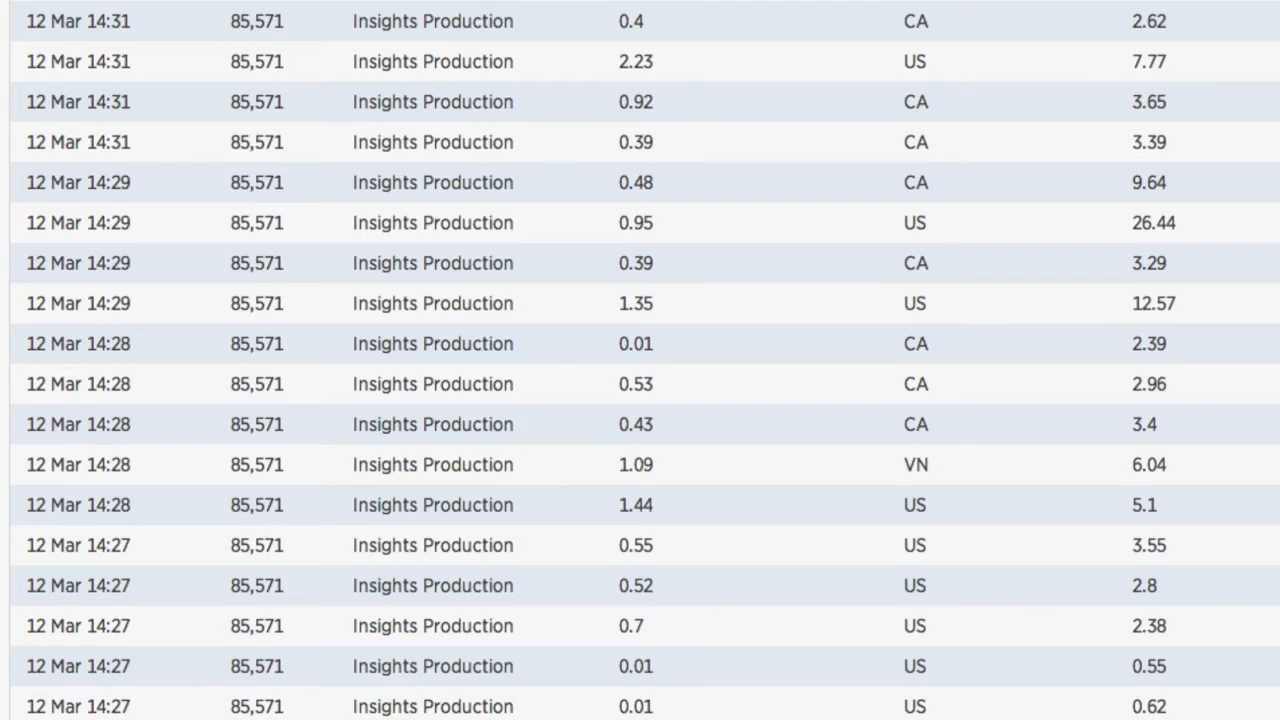 12 Mar 14:31 85,571 Insights Production 0.4 CA 2.62
12 Mar 14:31 85,571 Insights Production 2.23 US 7.77
12 Mar 14:31 85,571 Insights Production 0.92 CA 3.65
12 Mar 14:31 85,571 Insights Production 0.39 CA 3.39
12 Mar 14:29 85,571 Insights Production 0.48 CA 9.64
12 Mar 14:29 85,571 Insights Production 0.95 US 26.44
12 Mar 14:29 85,571 Insights Production 0.39 CA 3.29
12 Mar 14:29 85,571 Insights Production 1.35 US 12.57
12 Mar 14:28 85,571 Insights Production 0.01 CA 2.39
12 Mar 14:28 85,571 Insights Production 0.53 CA 2.96
12 Mar 14:28 85,571 Insights Production 0.43 CA 3.4
12 Mar 14:28 85,571 Insights Production 1.09 VN 6.04
12 Mar 14:28 85,571 Insights Production 1.44 US 5.1
12 Mar 14:27 85,571 Insights Production 0.55 US 3.55
12 Mar 14:27 85,571 Insights Production 0.52 US 2.8
12 Mar 14:27 85,571 Insights Production 0.7 US 2.38
12 Mar 14:27 85,571 Insights Production 0.01 US 0.55
12 Mar 14:27 85,571 Insights Production 0.01 US 0.62